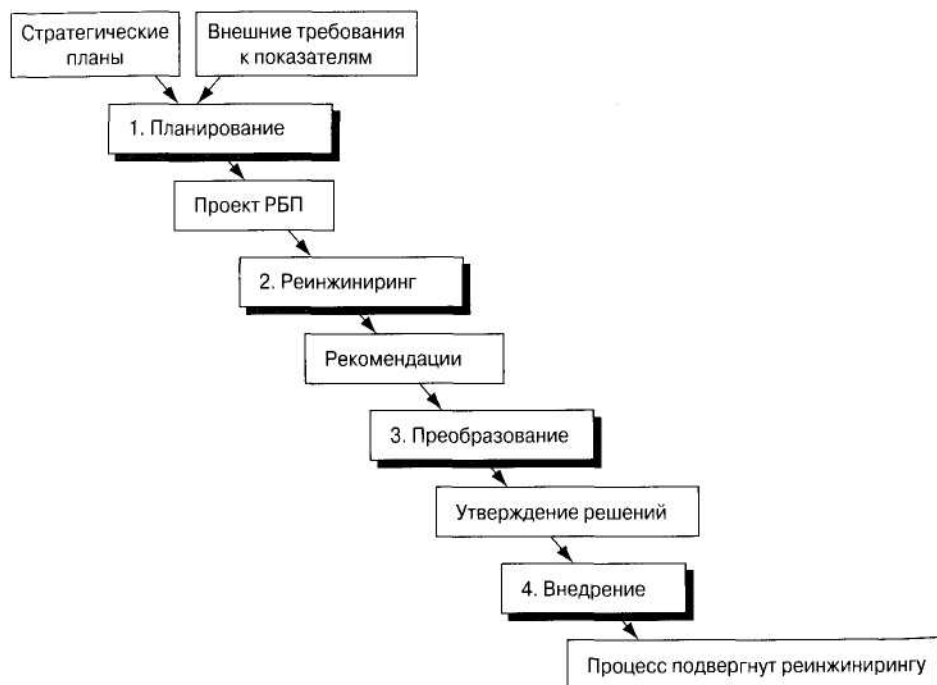 Стратегические
планы
Внешние требования
к показателям
1. Планирование
Проект РБП
2. Реинжиниринг
Рекомендации
3. Преобразование
Утверждение решений
4. Внедрение
Процесс подвергнут реинжинирингу